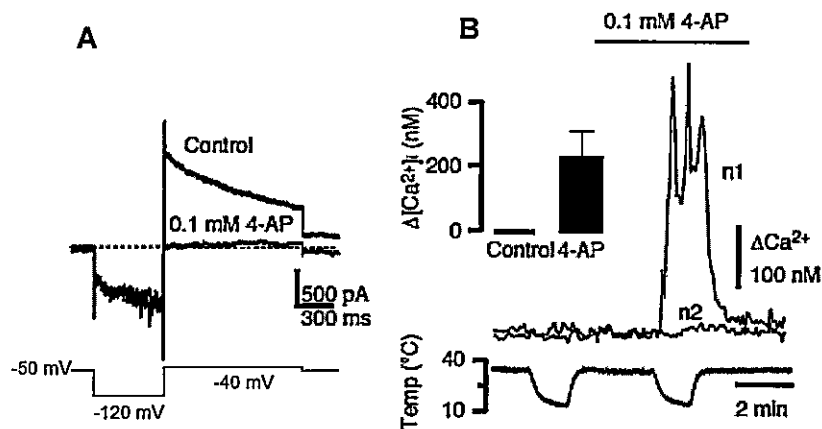 A
Control
0.1 mM 4-AP
500 pA
300 ms
-50 mV
-40 mV
-120 mV
B
0.1 mM 4-AP
Δ[Ca²⁺]i (nM)
400
200
0
Control 4-AP
n1
n2
ΔCa²⁺
100 nM
Temp (°C)
40
10
2 min